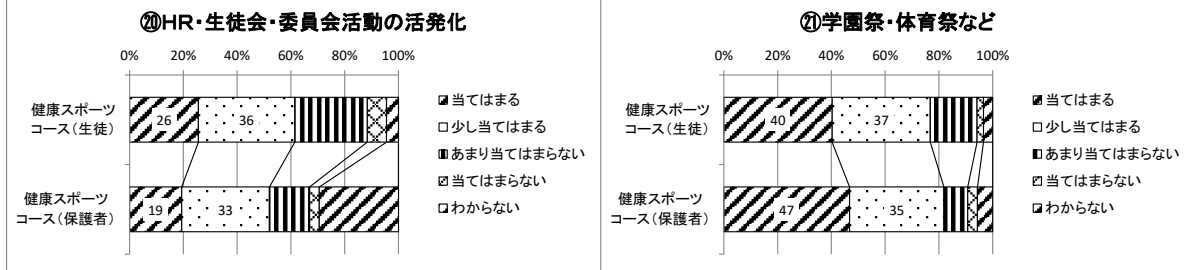 ⑳HR・生徒会・委員会活動の活発化
0% 20% 40% 60% 80% 100%
健康スポーツ
コース(生徒)
26 36
健康スポーツ
コース(保護者)
19 33
当てはまる
少し当てはまる
あまり当てはまらない
当てはまらない
わからない
㉑学園祭・体育祭など
0% 20% 40% 60% 80% 100%
健康スポーツ
コース(生徒)
40 37
健康スポーツ
コース(保護者)
47 35
当てはまる
少し当てはまる
あまり当てはまらない
当てはまらない
わからない